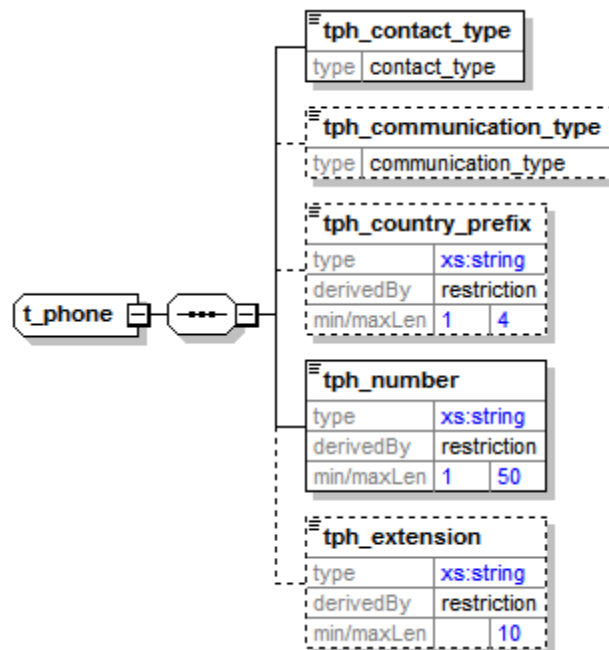 tph_contact_type
type contact_type
tph_communication_type
type communication_type
tph_country_prefix
type xs:string
derivedBy restriction
min/maxLen 1 4
t_phone
tph_number
type xs:string
derivedBy restriction
min/maxLen 1 50
tph_extension
type xs:string
derivedBy restriction
min/maxLen 10